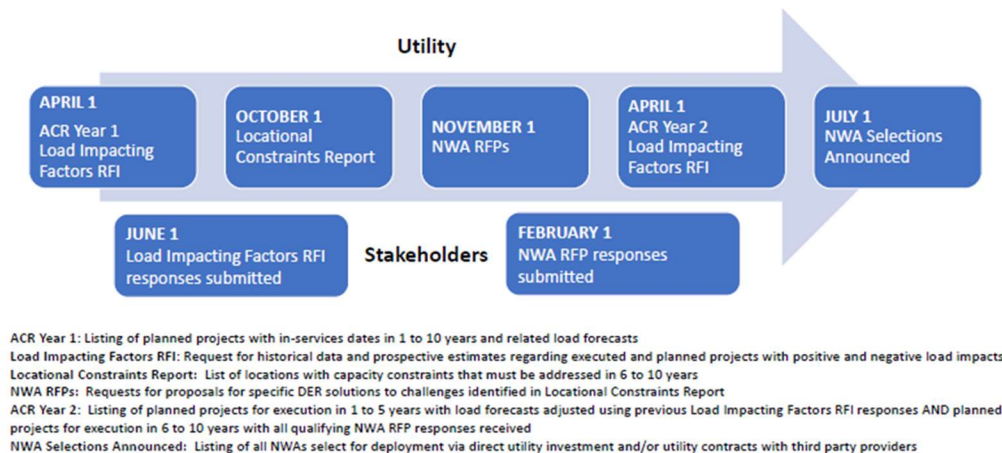 Utility
APRIL 1
ACR Year 1
Load Impacting
Factors RFI
OCTOBER 1
Locational
Constraints Report
NOVEMBER 1
NWA RFPs
APRIL 1
ACR Year 2
Load Impacting
Factors RFI
JULY 1
NWA Selections
Announced
JUNE 1
Load Impacting Factors RFI
responses submitted
Stakeholders
FEBRUARY 1
NWA RFP responses
submitted
ACR Year 1: Listing of planned projects with in-services dates in 1 to 10 years and related load forecasts
Load Impacting Factors RFI: Request for historical data and prospective estimates regarding executed and planned projects with positive and negative load impacts
Locational Constraints Report: List of locations with capacity constraints that must be addressed in 6 to 10 years
NWA RFPs: Requests for proposals for specific DER solutions to challenges identified in Locational Constraints Report
ACR Year 2: Listing of planned projects for execution in 1 to 5 years with load forecasts adjusted using previous Load Impacting Factors RFI responses AND planned
projects for execution in 6 to 10 years with all qualifying NWA RFP responses received
NWA Selections Announced: Listing of all NWAs select for deployment via direct utility investment and/or utility contracts with third party providers